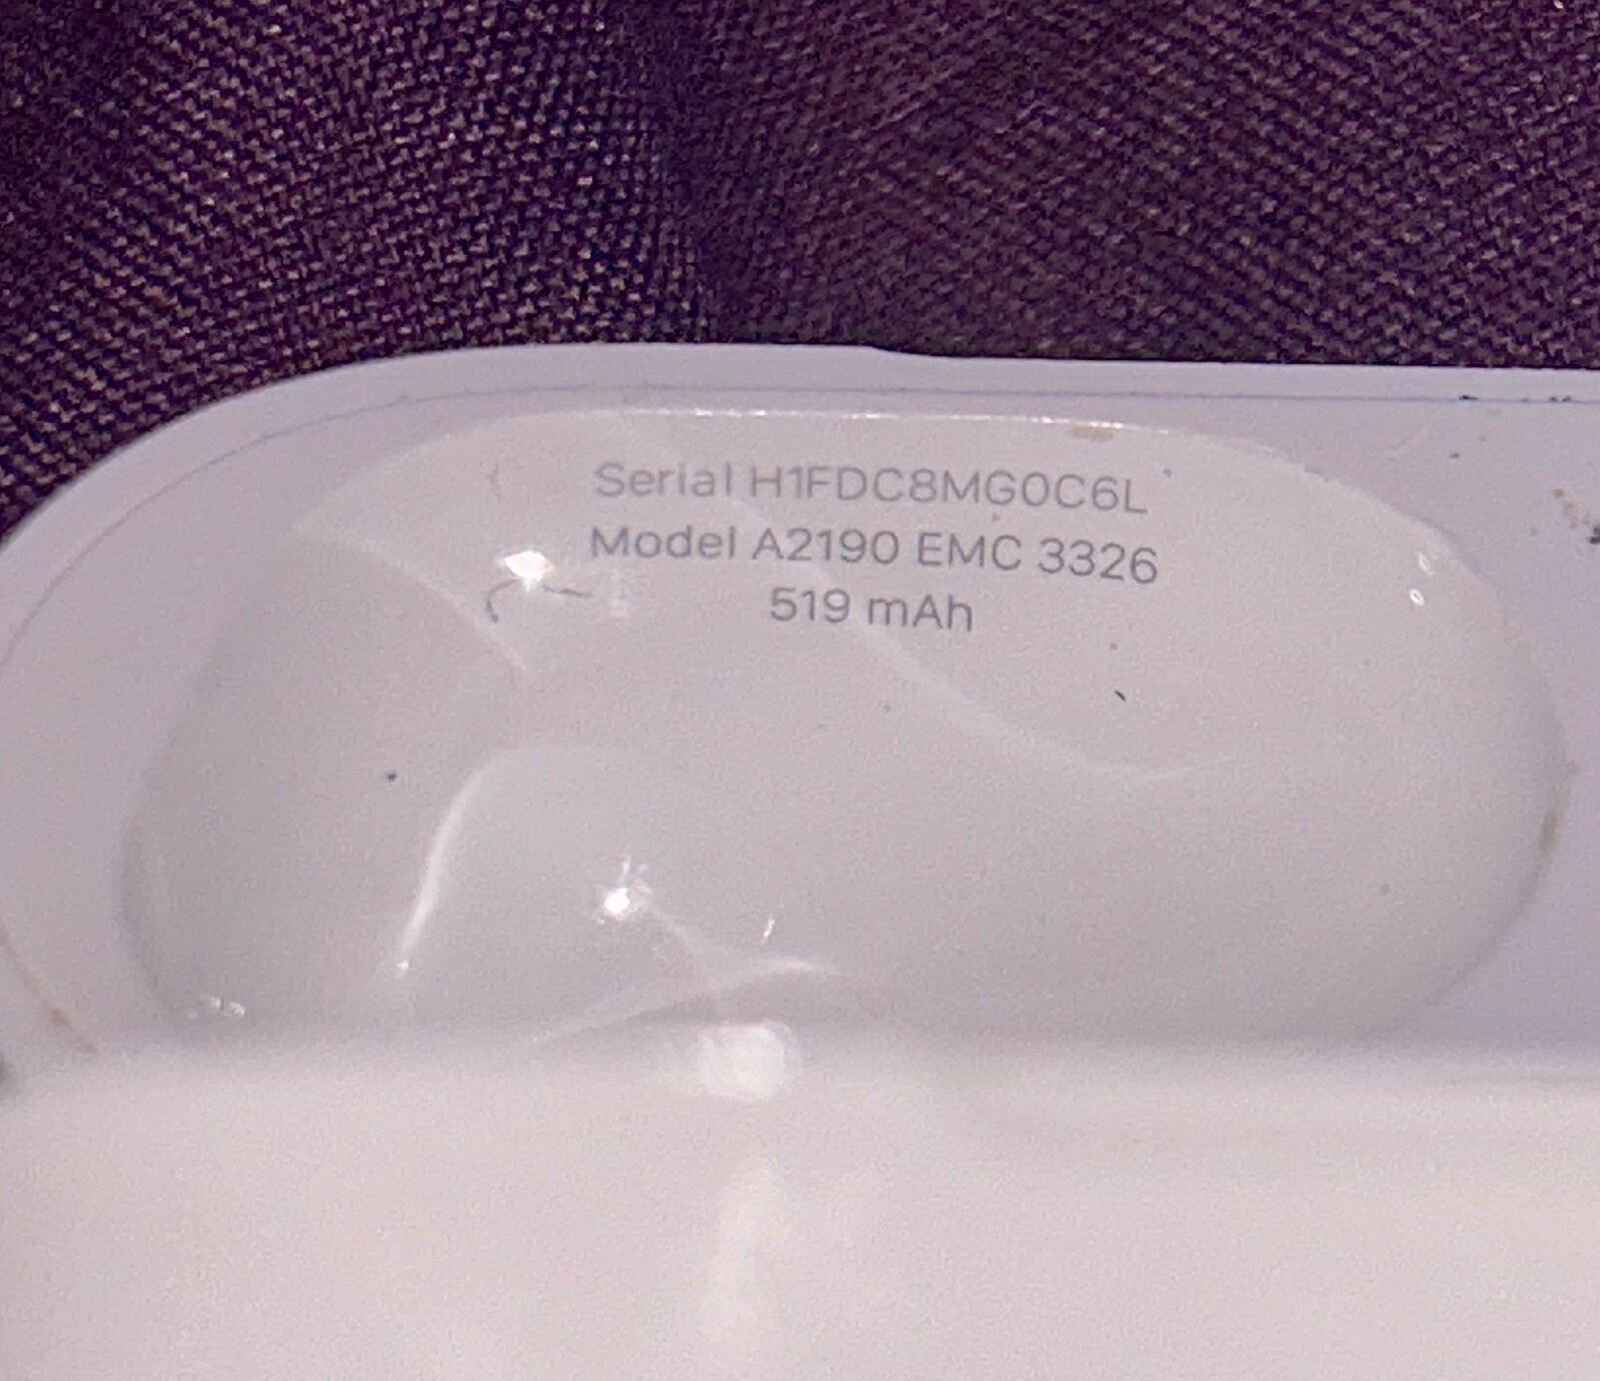 Serial H1FDC8MG0C6L
Model A2190 EMC 3326
519 mAh